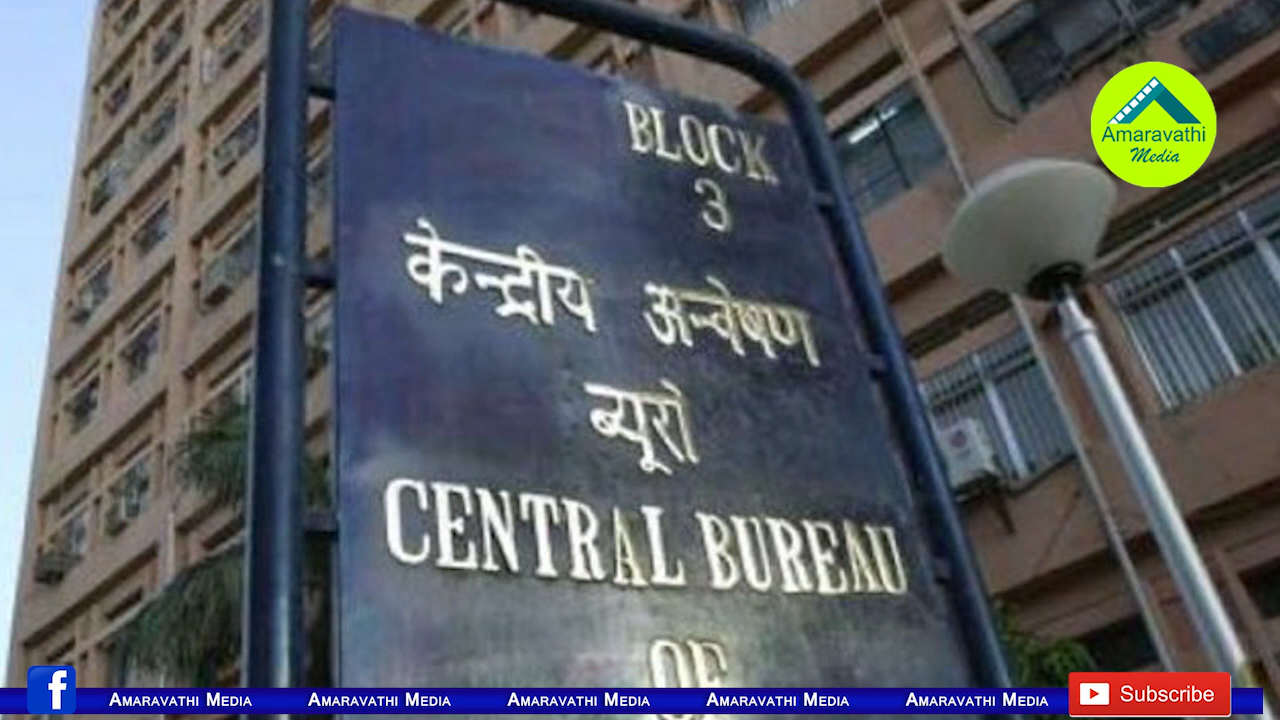 BLOCK
3
केन्द्रीय अन्वेषण
ब्यूरो
CENTRAL BUREAU
OF
Amaravathi
Media
f
AMARAVATHI MEDIA AMARAVATHI MEDIA AMARAVATHI MEDIA AMARAVATHI MEDIA AMARAVATHI MEDIA
Subscribe